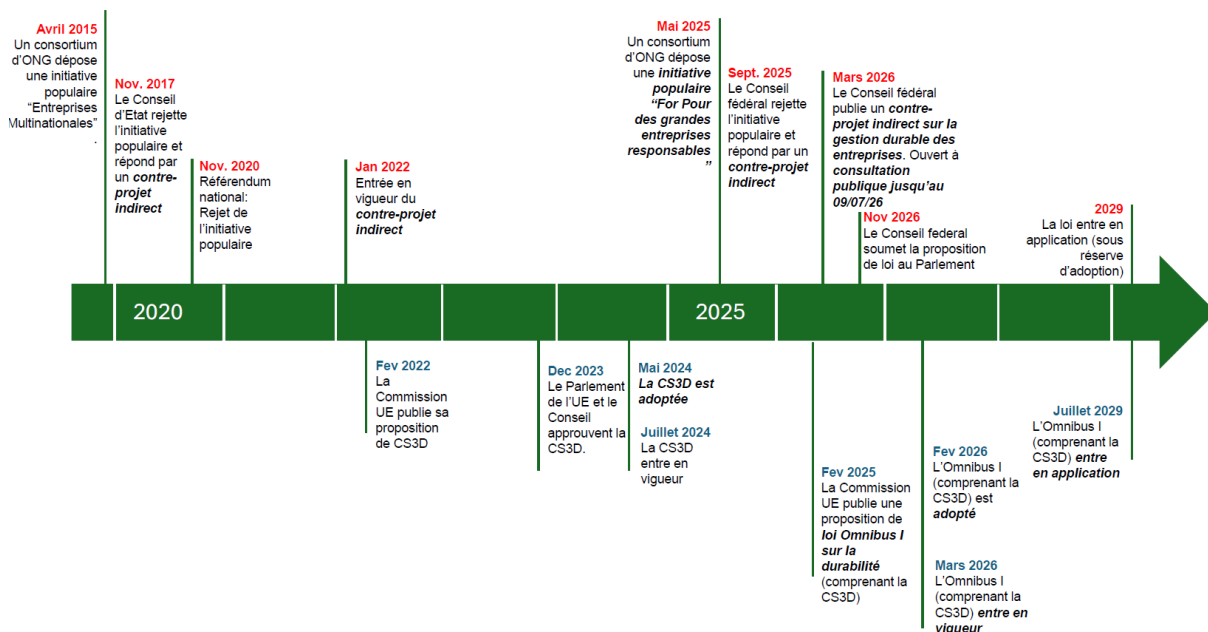 Avril 2015
Un consortium
d'ONG dépose
une initiative
populaire
"Entreprises
Multinationales"
.
Nov. 2017
Le Conseil
d'Etat rejette
l'initiative
populaire et
répond par
un contre-
projet
indirect
Nov. 2020
Référendum
national:
Rejet de
l'initiative
populaire
Jan 2022
Entrée en
vigueur du
contre-projet
indirect
Mai 2025
Un consortium
d'ONG dépose
une initiative
populaire
"For Pour
des grandes
entreprises
responsables
"
Sept. 2025
Le Conseil
fédéral rejette
l'initiative
populaire et
répond par un
contre-projet
indirect
Mars 2026
Le Conseil fédéral
publie un contre-
projet indirect sur la
gestion durable des
entreprises. Ouvert à
consultation
publique jusqu'au
09/07/26
Nov 2026
Le Conseil federal
soumet la proposition
de loi au Parlement
2029
La loi entre en
application (sous
réserve
d'adoption)
2020
2025
Fev 2022
La
Commission
UE publie sa
proposition
de CS3D
Dec 2023
Le Parlement
de l'UE et le
Conseil
approuvent la
CS3D.
Mai 2024
La CS3D est
adoptée
Juillet 2024
La CS3D
entre en
vigueur
Fev 2025
La Commission
UE publie une
proposition de
loi Omnibus I
sur la
durabilité
(comprenant la
CS3D)
Fev 2026
L'Omnibus I
(comprenant la
CS3D) est
adopté
Mars 2026
L'Omnibus I
(comprenant la
CS3D) entre en
vigueur
Juillet 2029
L'Omnibus I
(comprenant la
CS3D) entre
en application